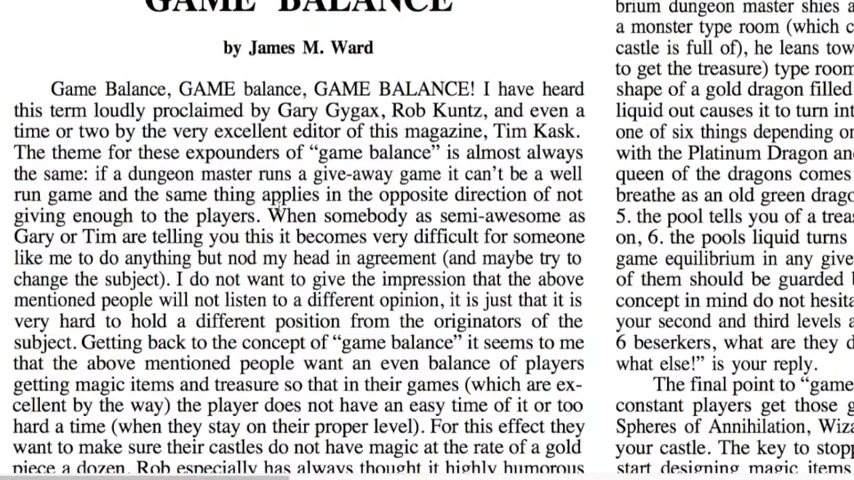 GAME BALANCE
by James M. Ward
Game Balance, GAME balance, GAME BALANCE! I have heard
this term loudly proclaimed by Gary Gygax, Rob Kuntz, and even a
time or two by the very excellent editor of this magazine, Tim Kask.
The theme for these expounders of “game balance” is almost always
the same: if a dungeon master runs a give-away game it can’t be a well
run game and the same thing applies in the opposite direction of not
giving enough to the players. When somebody as semi-awesome as
Gary or Tim are telling you this it becomes very difficult for someone
like me to do anything but nod my head in agreement (and maybe try to
change the subject). I do not want to give the impression that the above
mentioned people will not listen to a different opinion, it is just that it is
very hard to hold a different position from the originators of the
subject. Getting back to the concept of “game balance” it seems to me
that the above mentioned people want an even balance of players
getting magic items and treasure so that in their games (which are ex-
cellent by the way) the player does not have an easy time of it or too
hard a time (when they stay on their proper level). For this effect they
want to make sure their castles do not have magic at the rate of a gold
piece a dozen. Rob especially has always thought it highly humorous
brium dungeon master shies
a monster type room (which
castle is full of), he leans
to get the treasure) type room
shape of a gold dragon filled
liquid out causes it to turn
one of six things depending
with the Platinum Dragon
queen of the dragons comes
breathe as an old green
5. the pool tells you of a
on, 6. the pools liquid turns
game equilibrium in any
of them should be guarded
concept in mind do not
your second and third levels
6 beserkers, what are they
what else!” is your reply.
The final point to “game
constant players get those
Spheres of Annihilation,
your castle. The key to
start designing magic items